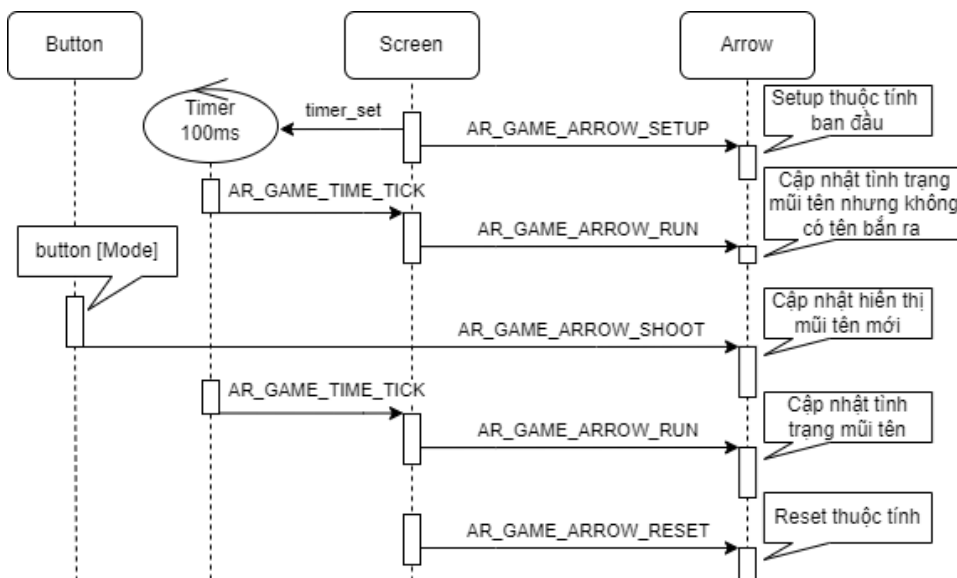 Button
Screen
Arrow
Timer
100ms
timer_set
AR_GAME_ARROW_SETUP
Setup thuộc tính
ban đầu
AR_GAME_TIME_TICK
AR_GAME_ARROW_RUN
Cập nhật tình trạng
mũi tên nhưng không
có tên bắn ra
button [Mode]
AR_GAME_ARROW_SHOOT
Cập nhật hiển thị
mũi tên mới
AR_GAME_TIME_TICK
AR_GAME_ARROW_RUN
Cập nhật tình
trạng mũi tên
AR_GAME_ARROW_RESET
Reset thuộc tính